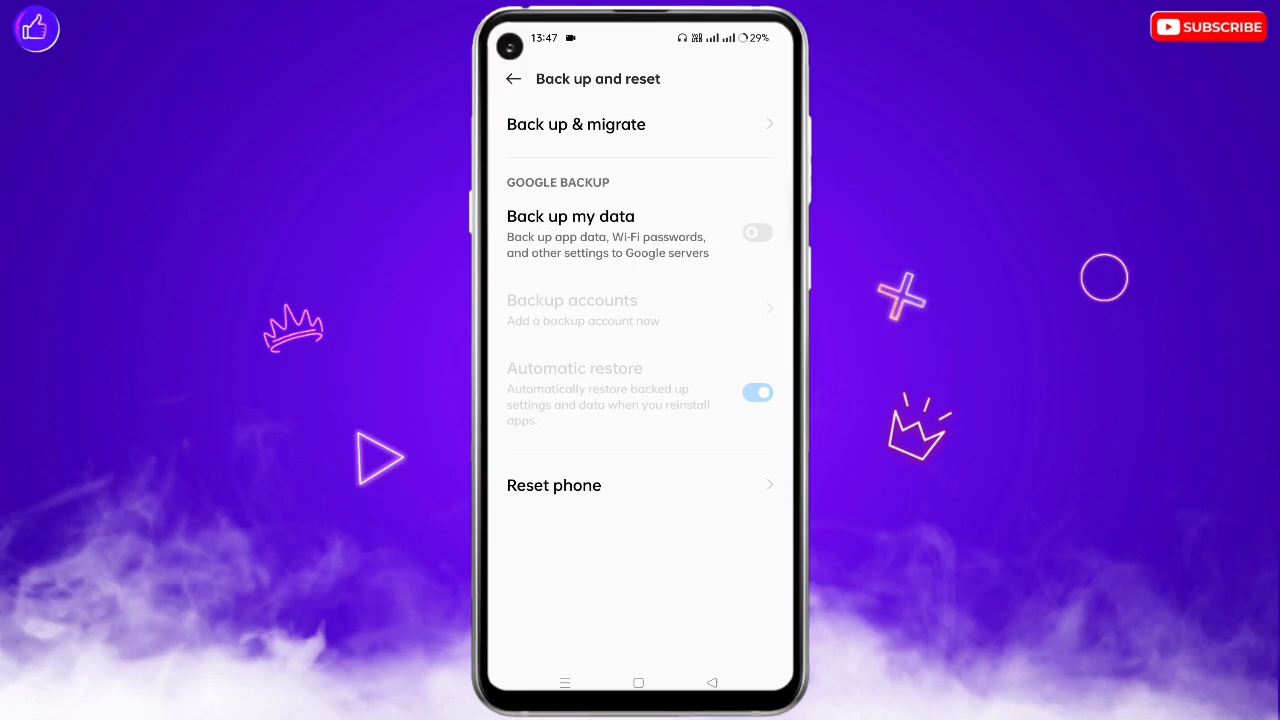 SUBSCRIBE
13:47
29%
Back up and reset
Back up & migrate
GOOGLE BACKUP
Back up my data
Back up app data, Wi-Fi passwords,
and other settings to Google servers
Backup accounts
Add a backup account now
Automatic restore
Automatically restore backed up
settings and data when you reinstall
apps.
Reset phone